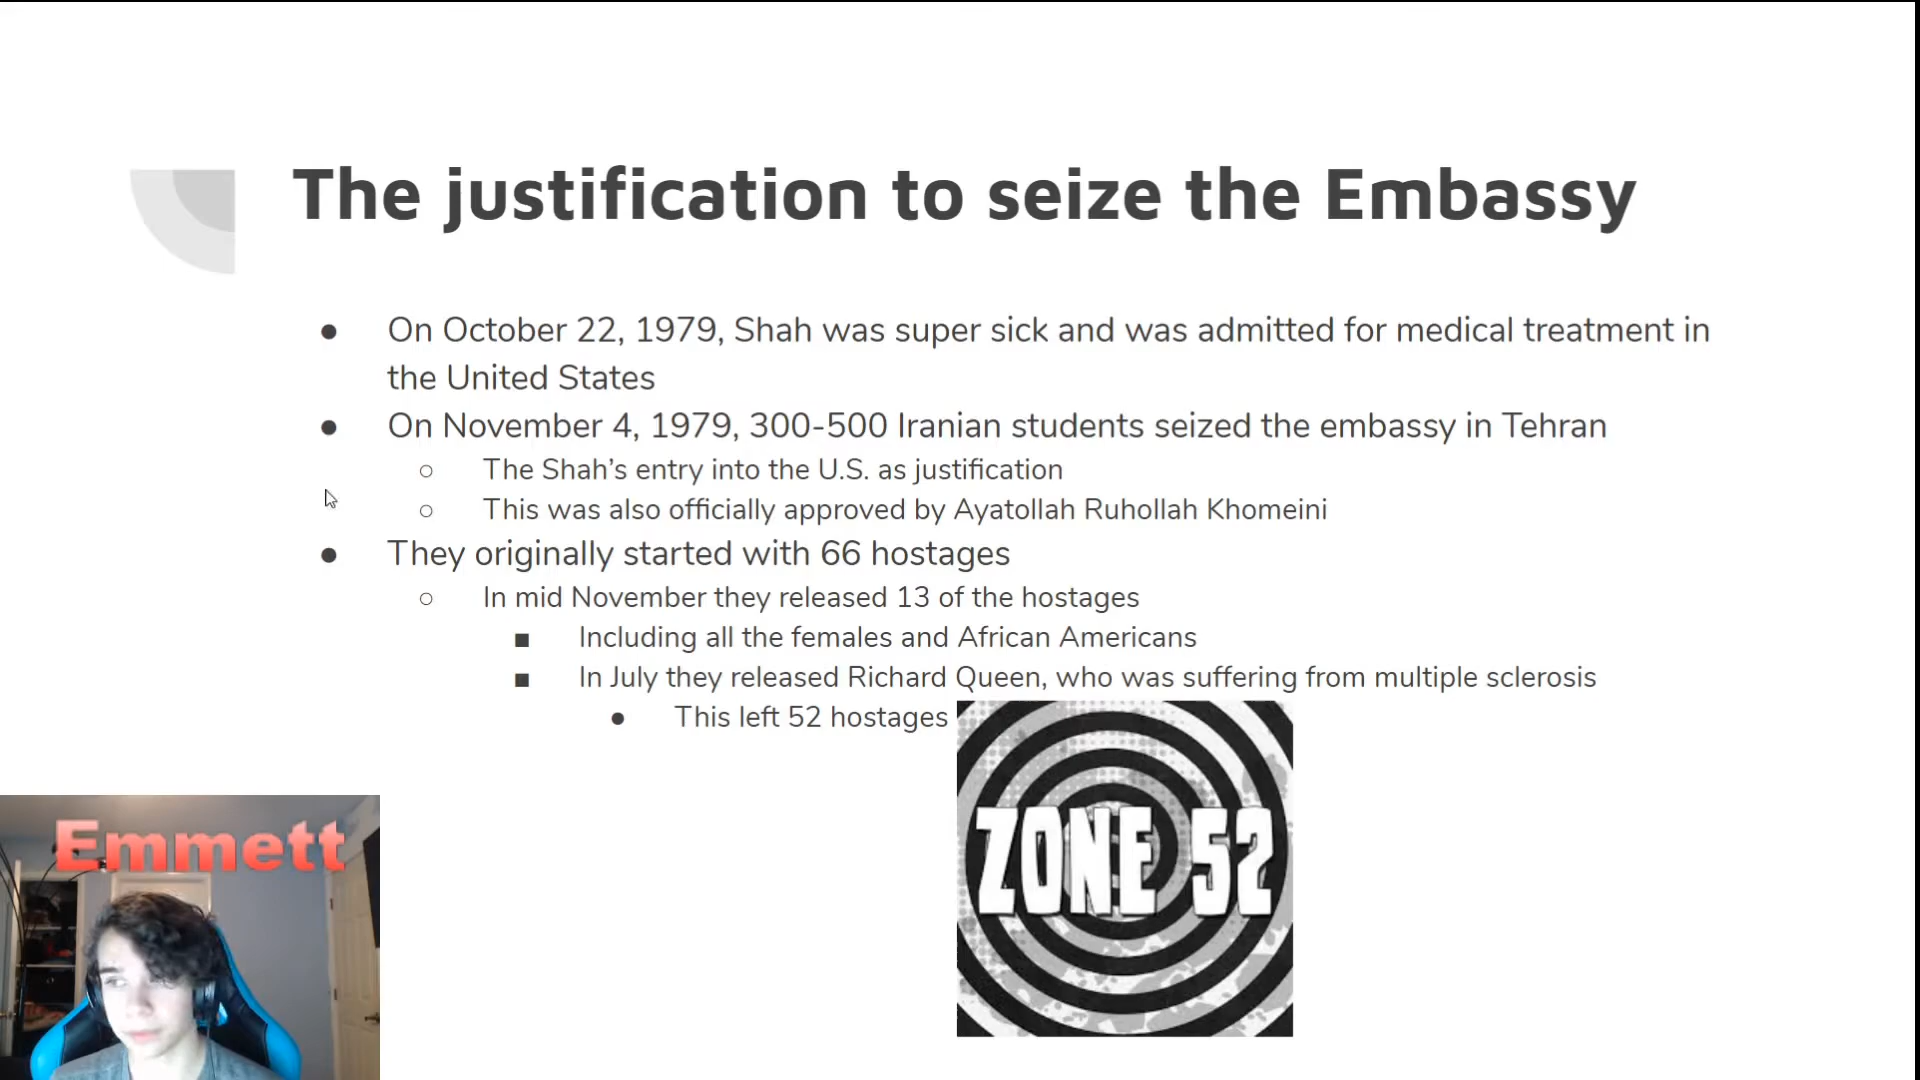 The justification to seize the Embassy
● On October 22, 1979, Shah was super sick and was admitted for medical treatment in
the United States
● On November 4, 1979, 300-500 Iranian students seized the embassy in Tehran
○ The Shah’s entry into the U.S. as justification
○ This was also officially approved by Ayatollah Ruhollah Khomeini
● They originally started with 66 hostages
○ In mid November they released 13 of the hostages
■ Including all the females and African Americans
■ In July they released Richard Queen, who was suffering from multiple sclerosis
● This left 52 hostages
ZONE 52
Emmett